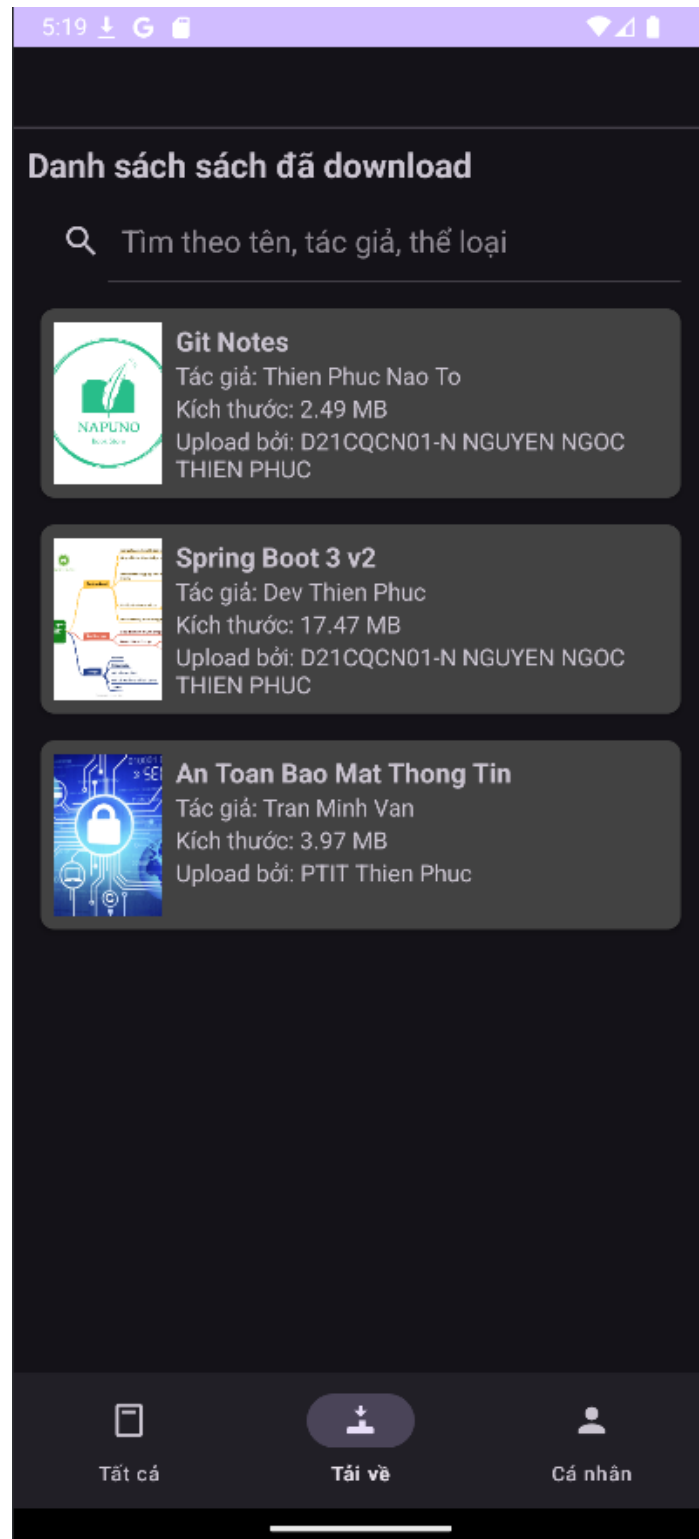 5:19
Danh sách sách đã download
Tìm theo tên, tác giả, thể loại
NAPUNO
Book Store
Git Notes
Tác giả: Thien Phuc Nao To
Kích thước: 2.49 MB
Upload bởi: D21CQCN01-N NGUYEN NGOC
THIEN PHUC
Spring Boot 3 v2
Tác giả: Dev Thien Phuc
Kích thước: 17.47 MB
Upload bởi: D21CQCN01-N NGUYEN NGOC
THIEN PHUC
An Toan Bao Mat Thong Tin
Tác giả: Tran Minh Van
Kích thước: 3.97 MB
Upload bởi: PTIT Thien Phuc
Tất cả
Tải về
Cá nhân